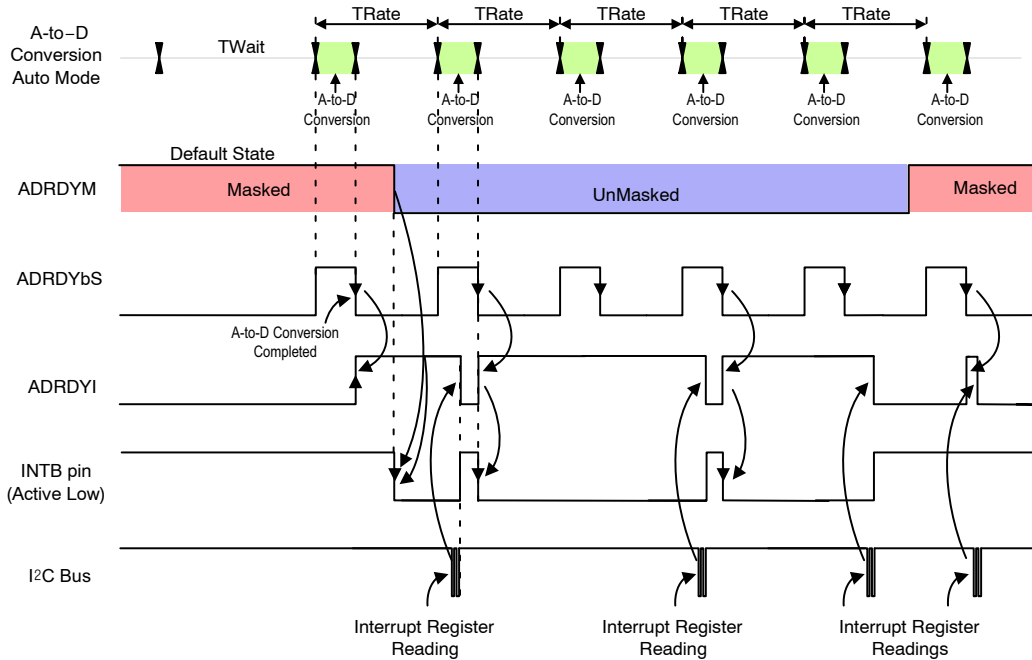 TRate TRate TRate TRate TRate
A-to-D
Conversion
Auto Mode
TWait
A-to-D
Conversion
A-to-D
Conversion
A-to-D
Conversion
A-to-D
Conversion
A-to-D
Conversion
A-to-D
Conversion
Default State
ADRDYM
Masked
UnMasked
Masked
ADRDYbS
A-to-D Conversion
Completed
ADRDYI
INTB pin
(Active Low)
I2C Bus
Interrupt Register
Reading
Interrupt Register
Reading
Interrupt Register
Readings